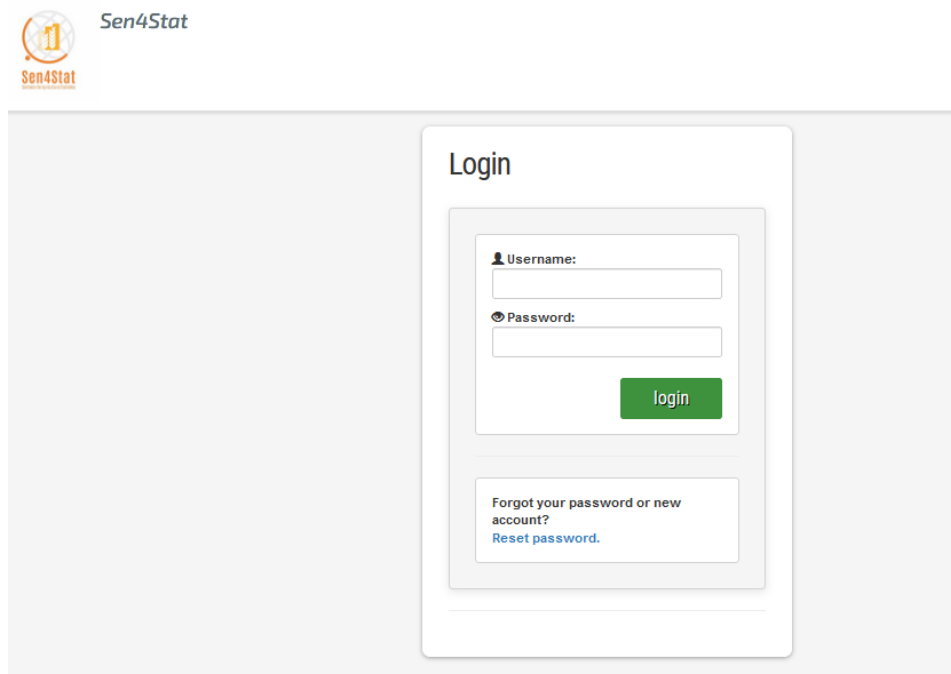 Sen4Stat
Sen4Stat
Login
Username:
Password:
login
Forgot your password or new
account?
Reset password.